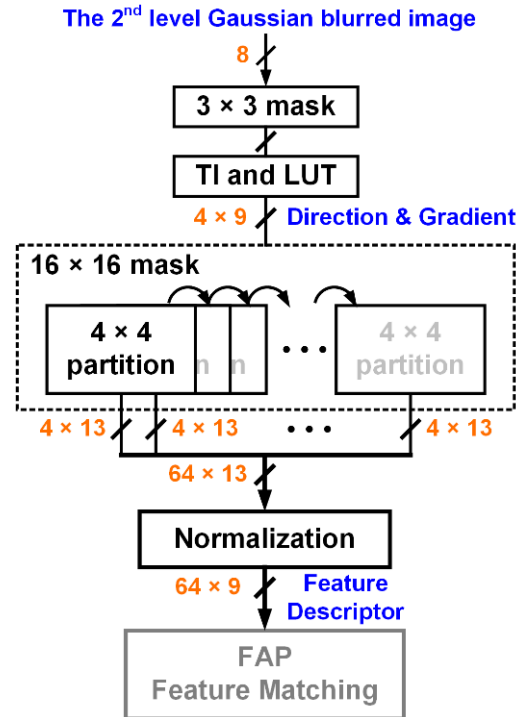 The 2nd level Gaussian blurred image
8
3 × 3 mask
TI and LUT
4 × 9 Direction & Gradient
16 × 16 mask
4 × 4 n n • • • 4 × 4
partition partition
4 × 13 4 × 13 • • • 4 × 13
64 × 13
Normalization
64 × 9 Feature
Descriptor
FAP
Feature Matching